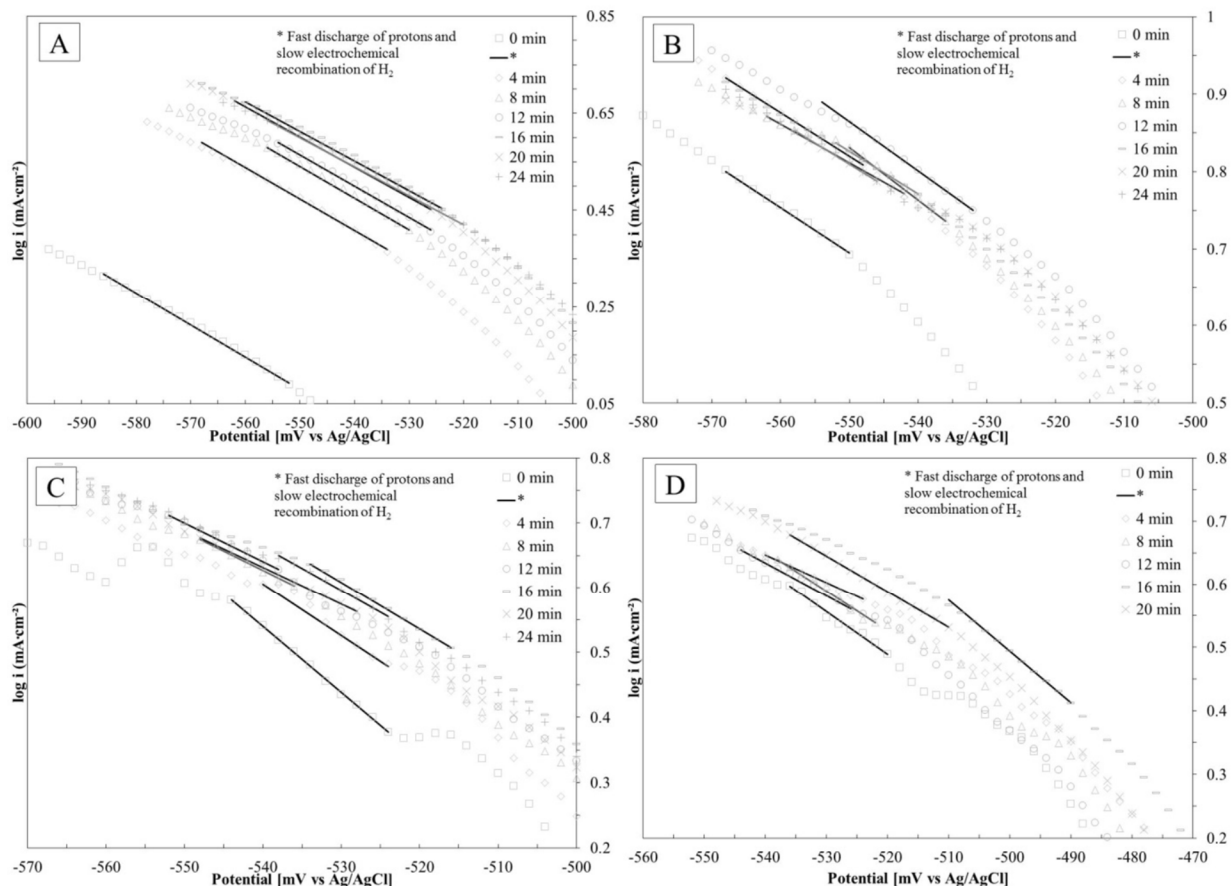 A
* Fast discharge of protons and
slow electrochemical
recombination of H₂
0 min
*
4 min
8 min
12 min
16 min
20 min
24 min
0.85
0.65
0.45
0.25
0.05
log i (mA·cm⁻²)
-600 -590 -580 -570 -560 -550 -540 -530 -520 -510 -500
Potential [mV vs Ag/AgCl]
B
* Fast discharge of protons and
slow electrochemical
recombination of H₂
0 min
*
4 min
8 min
12 min
16 min
20 min
24 min
1
0.9
0.8
0.7
0.6
0.5
log i (mA·cm⁻²)
-580 -570 -560 -550 -540 -530 -520 -510 -500
Potential [mV vs Ag/AgCl]
C
* Fast discharge of protons and
slow electrochemical
recombination of H₂
0 min
*
4 min
8 min
12 min
16 min
20 min
24 min
0.8
0.7
0.6
0.5
0.4
0.3
0.2
log i (mA·cm⁻²)
-570 -560 -550 -540 -530 -520 -510 -500
Potential [mV vs Ag/AgCl]
D
* Fast discharge of protons and
slow electrochemical
recombination of H₂
0 min
*
4 min
8 min
12 min
16 min
20 min
0.8
0.7
0.6
0.5
0.4
0.3
0.2
log i (mA·cm⁻²)
-560 -550 -540 -530 -520 -510 -500 -490 -480 -470
Potential [mV vs Ag/AgCl]